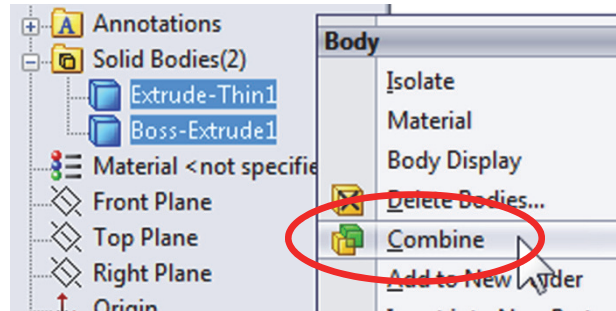 Annotations
Solid Bodies(2)
Extrude-Thin1
Boss-Extrude1
Material <not specifie
Front Plane
Top Plane
Right Plane
Origin
Body
Isolate
Material
Body Display
Delete Bodies...
Combine
Add to New